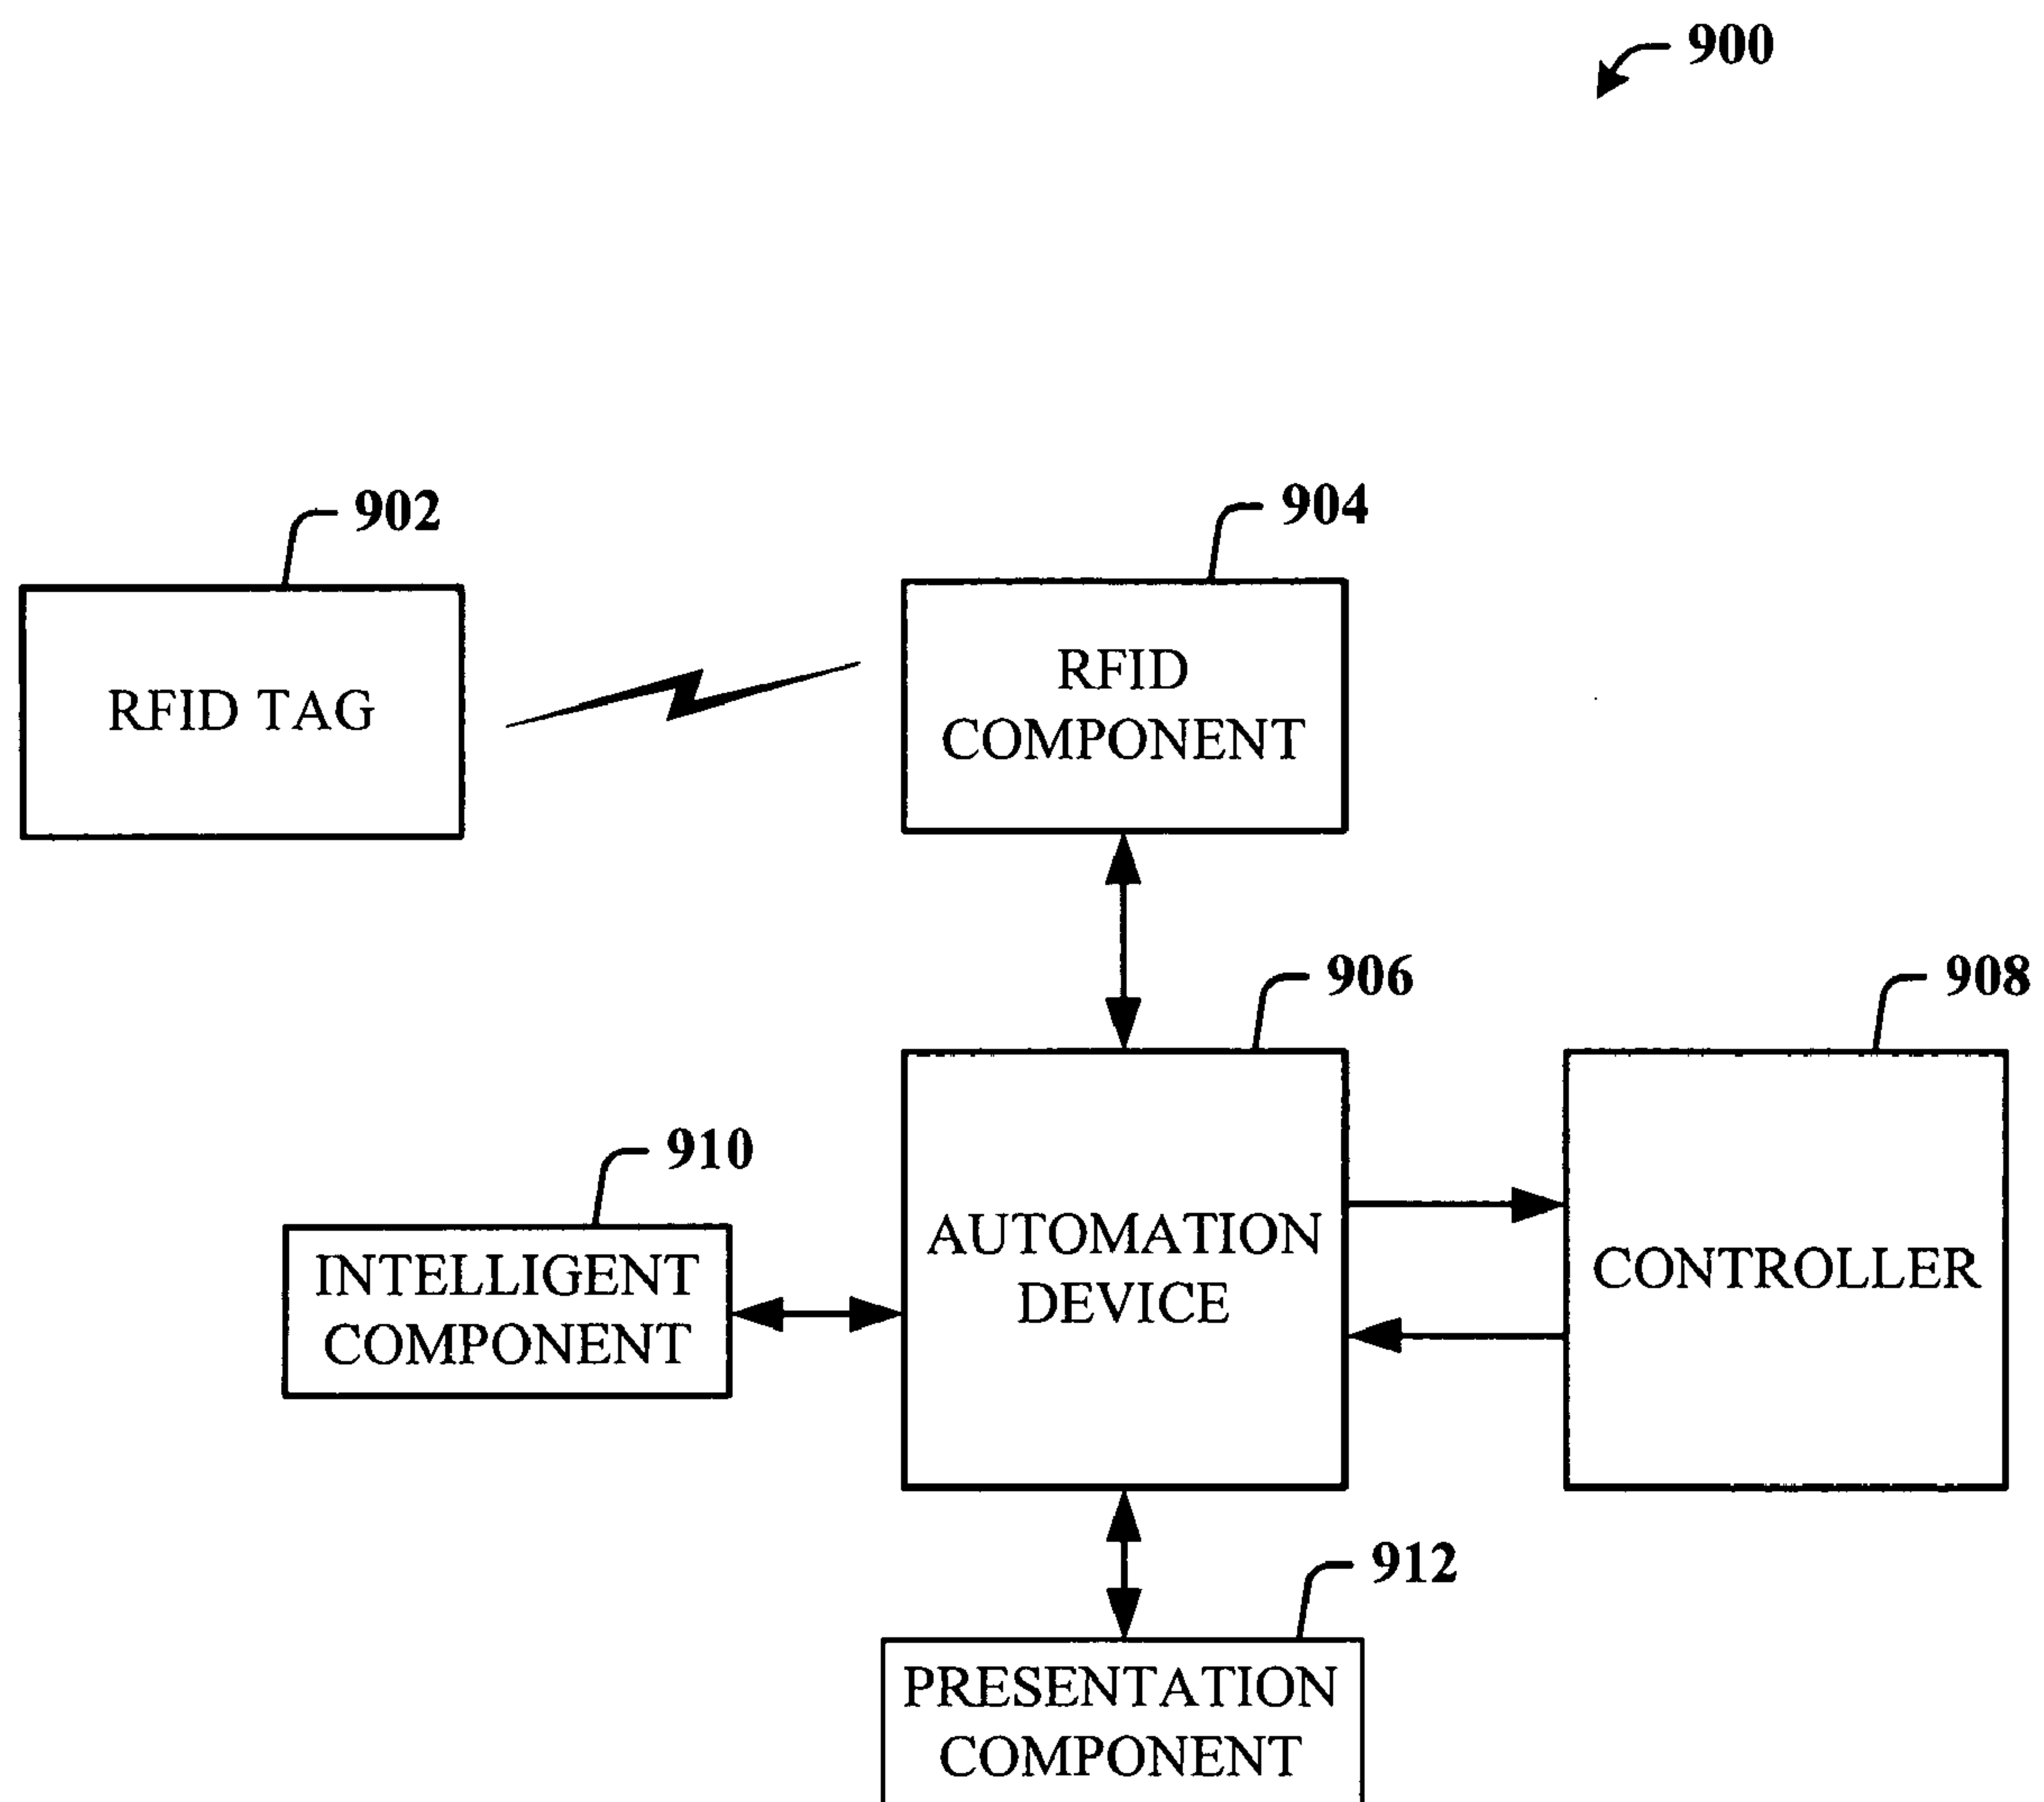 900
902
904
RFID TAG
RFID
COMPONENT
906
908
910
AUTOMATION
DEVICE
CONTROLLER
INTELLIGENT
COMPONENT
912
PRESENTATION
COMPONENT